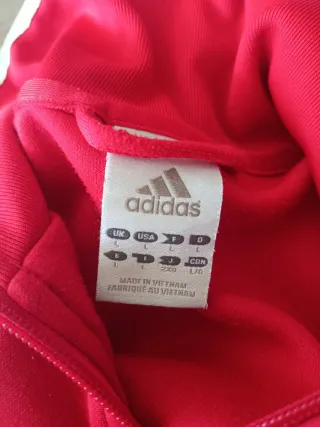 adidas
UK USA F D
L L L L
E I J CDN
L L 2XO L/G
MADE IN VIETNAM
FABRIQUÉ AU VIETNAM